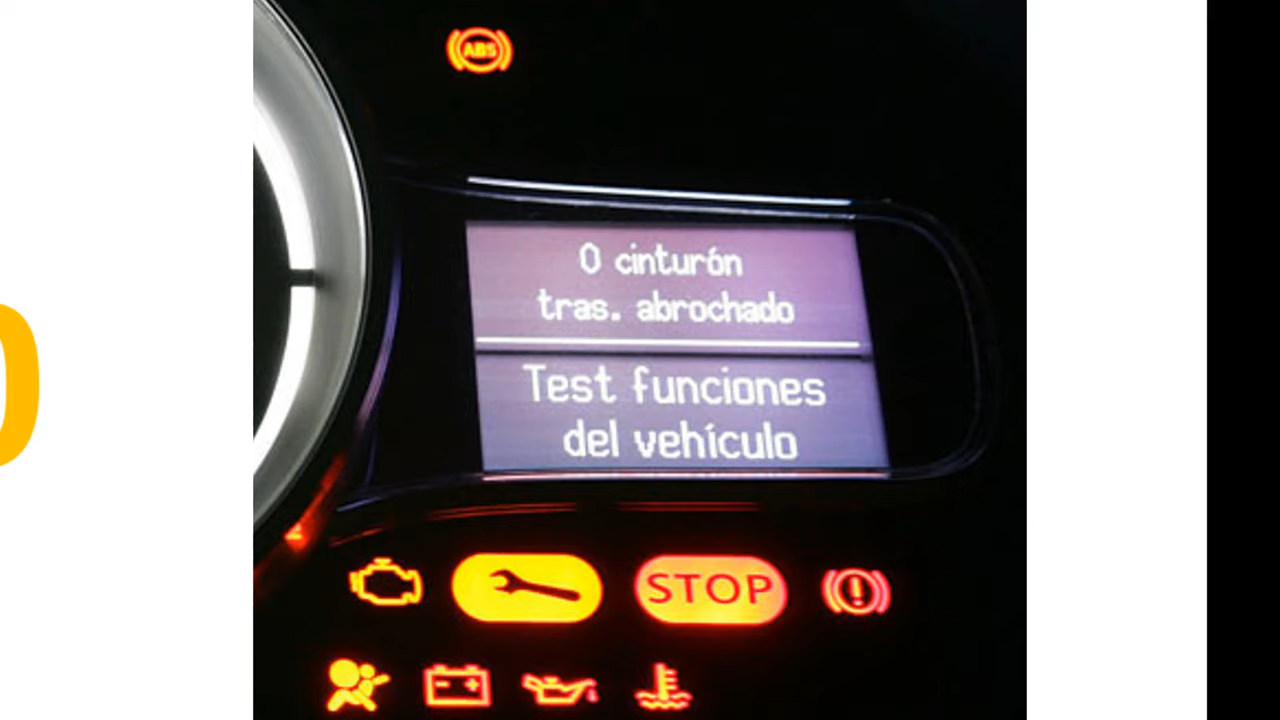 ABS
0 cinturón
tras. abrochado
Test funciones
del vehículo
STOP